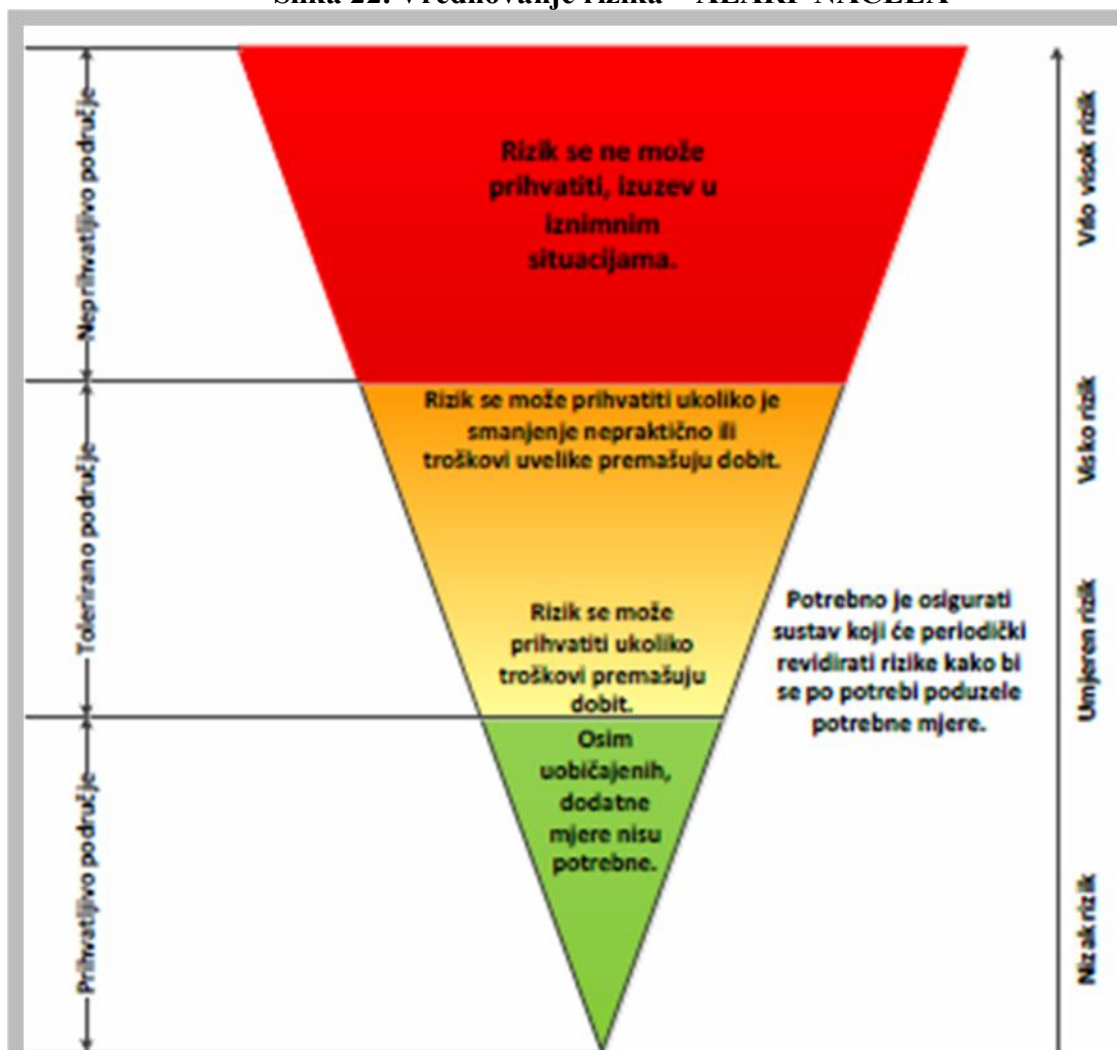 Slika 22. Vrednovanje rizika – ALARP NAČELA
Neprihvatljivo područje
Tolerirano područje
Prihvatljivo područje
Rizik se ne može
prihvatiti, izuzev u
iznimnim
situacijama.
Rizik se može prihvatiti ukoliko je
smanjenje nepraktično ili
troškovi uvelike premašuju dobit.
Rizik se može
prihvatiti ukoliko
troškovi premašuju
dobit.
Osim
uobičajenih,
dodatne
mjere nisu
potrebne.
Potrebno je osigurati
sustav koji će periodički
revidirati rizike kako bi
se po potrebi poduzele
potrebne mjere.
Vrlo visok rizik
Visko rizik
Umjeren rizik
Nizak rizik